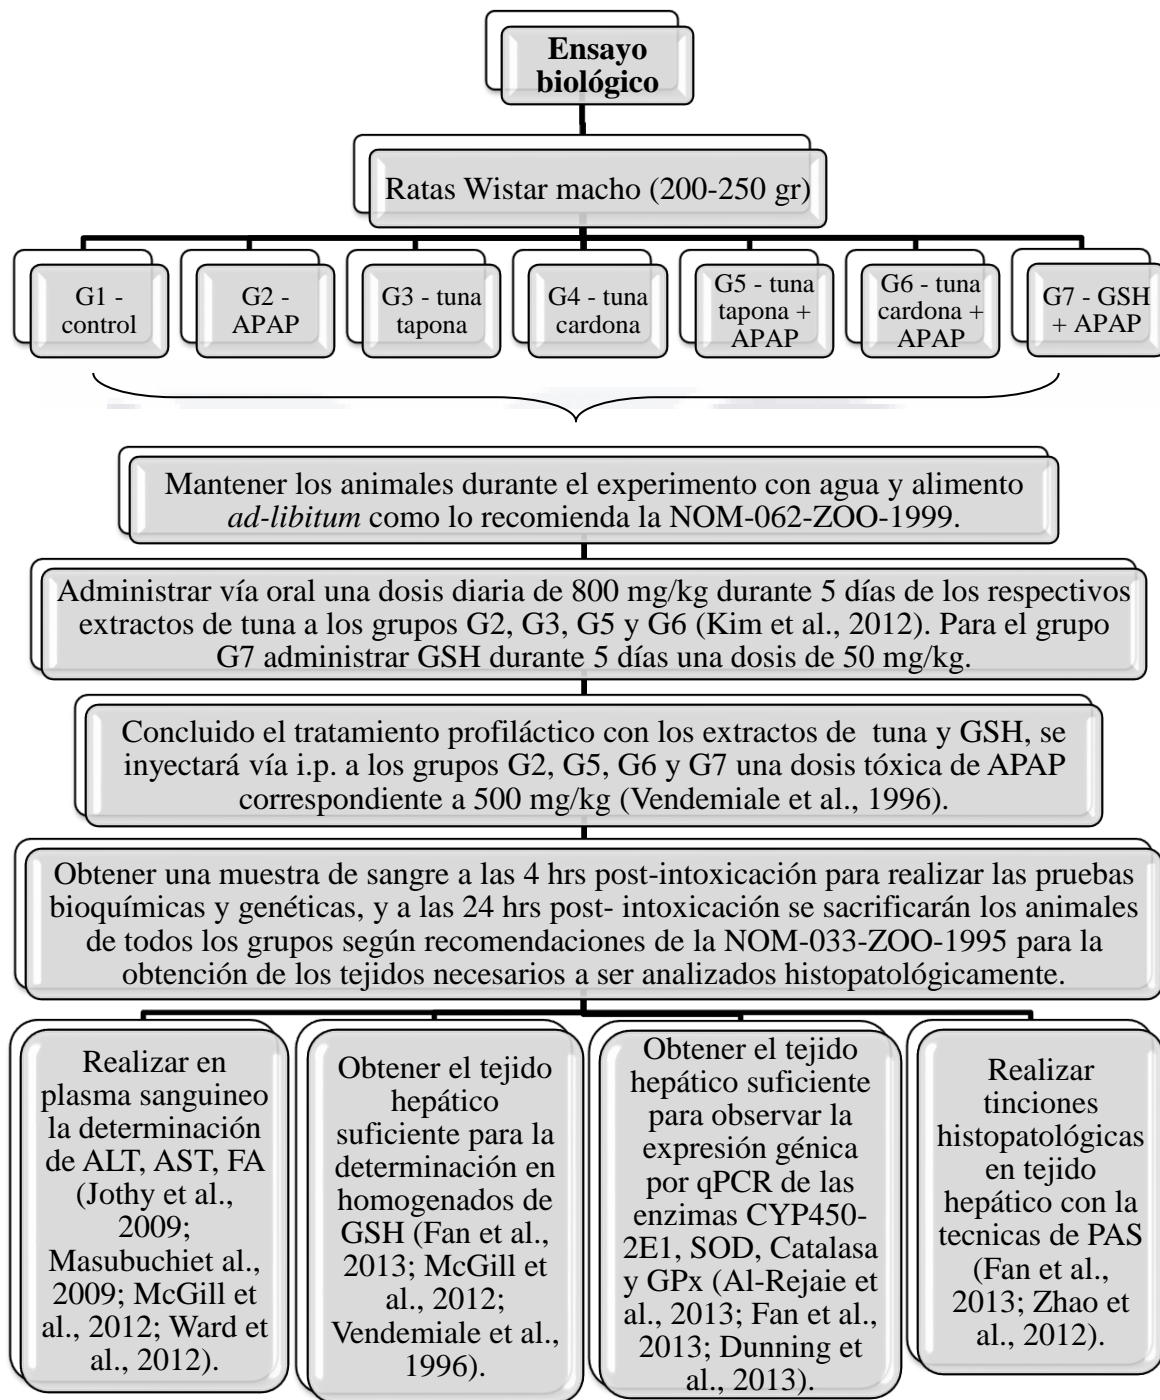 Ensayo
biológico
Ratas Wistar macho (200-250 gr)
G1 -
control
G2 -
APAP
G3 - tuna
tapona
G4 - tuna
cardona
G5 - tuna
tapona +
APAP
G6 - tuna
cardona +
APAP
G7 - GSH
+ APAP
Mantener los animales durante el experimento con agua y alimento
ad-libitum como lo recomienda la NOM-062-ZOO-1999.
Administrar vía oral una dosis diaria de 800 mg/kg durante 5 días de los respectivos
extractos de tuna a los grupos G2, G3, G5 y G6 (Kim et al., 2012). Para el grupo
G7 administrar GSH durante 5 días una dosis de 50 mg/kg.
Concluido el tratamiento profiláctico con los extractos de tuna y GSH, se
inyectará vía i.p. a los grupos G2, G5, G6 y G7 una dosis tóxica de APAP
correspondiente a 500 mg/kg (Vendemiale et al., 1996).
Obtener una muestra de sangre a las 4 hrs post-intoxicación para realizar las pruebas
bioquímicas y genéticas, y a las 24 hrs post- intoxicación se sacrificarán los animales
de todos los grupos según recomendaciones de la NOM-033-ZOO-1995 para la
obtención de los tejidos necesarios a ser analizados histopatológicamente.
Realizar en
plasma sanguineo
la determinación
de ALT, AST, FA
(Jothy et al.,
2009;
Masubuchiet al.,
2009; McGill et
al., 2012; Ward et
al., 2012).
Obtener el tejido
hepático
suficiente para la
determinación en
homogenados de
GSH (Fan et al.,
2013; McGill et
al., 2012;
Vendemiale et al.,
1996).
Obtener el tejido
hepático suficiente
para observar la
expresión génica
por qPCR de las
enzimas CYP450-
2E1, SOD, Catalasa
y GPx (Al-Rejaie et
al., 2013; Fan et al.,
2013; Dunning et
al., 2013).
Realizar
tinciones
histopatológicas
en tejido
hepático con la
tecnicas de PAS
(Fan et al.,
2013; Zhao et
al., 2012).